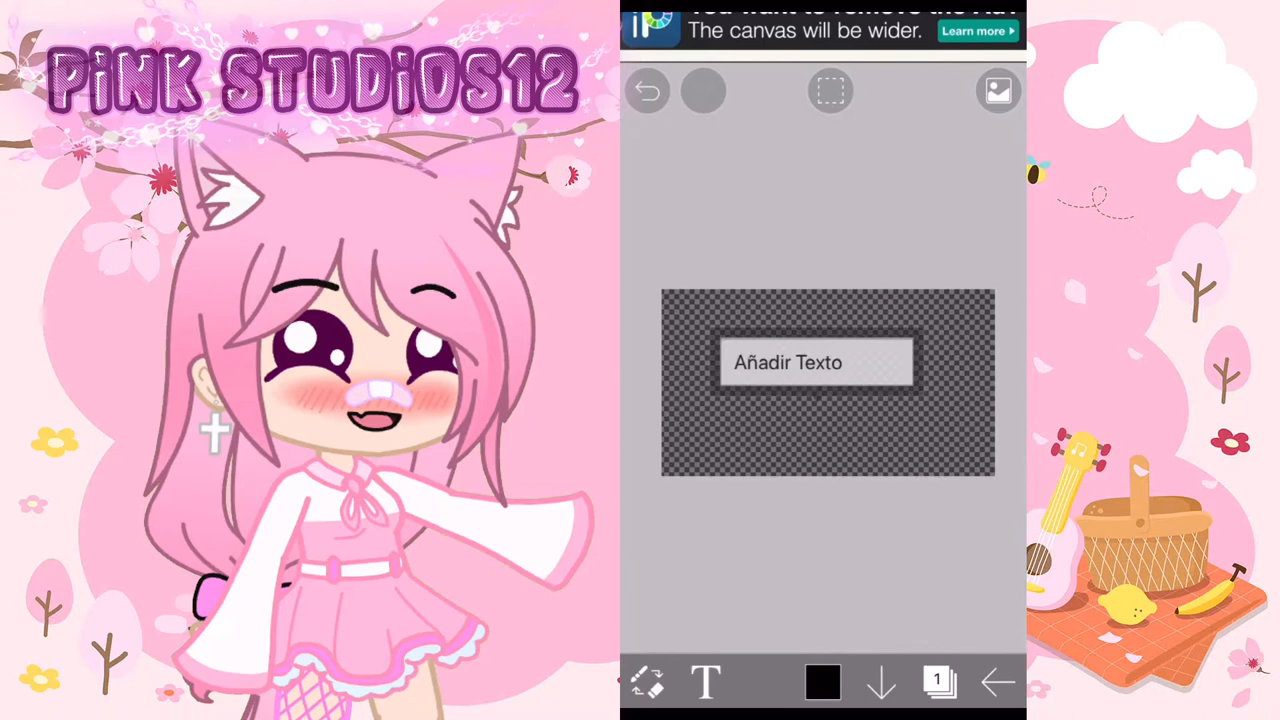 PiNK STUDiOS12
The canvas will be wider.
Learn more
Añadir Texto
T
1